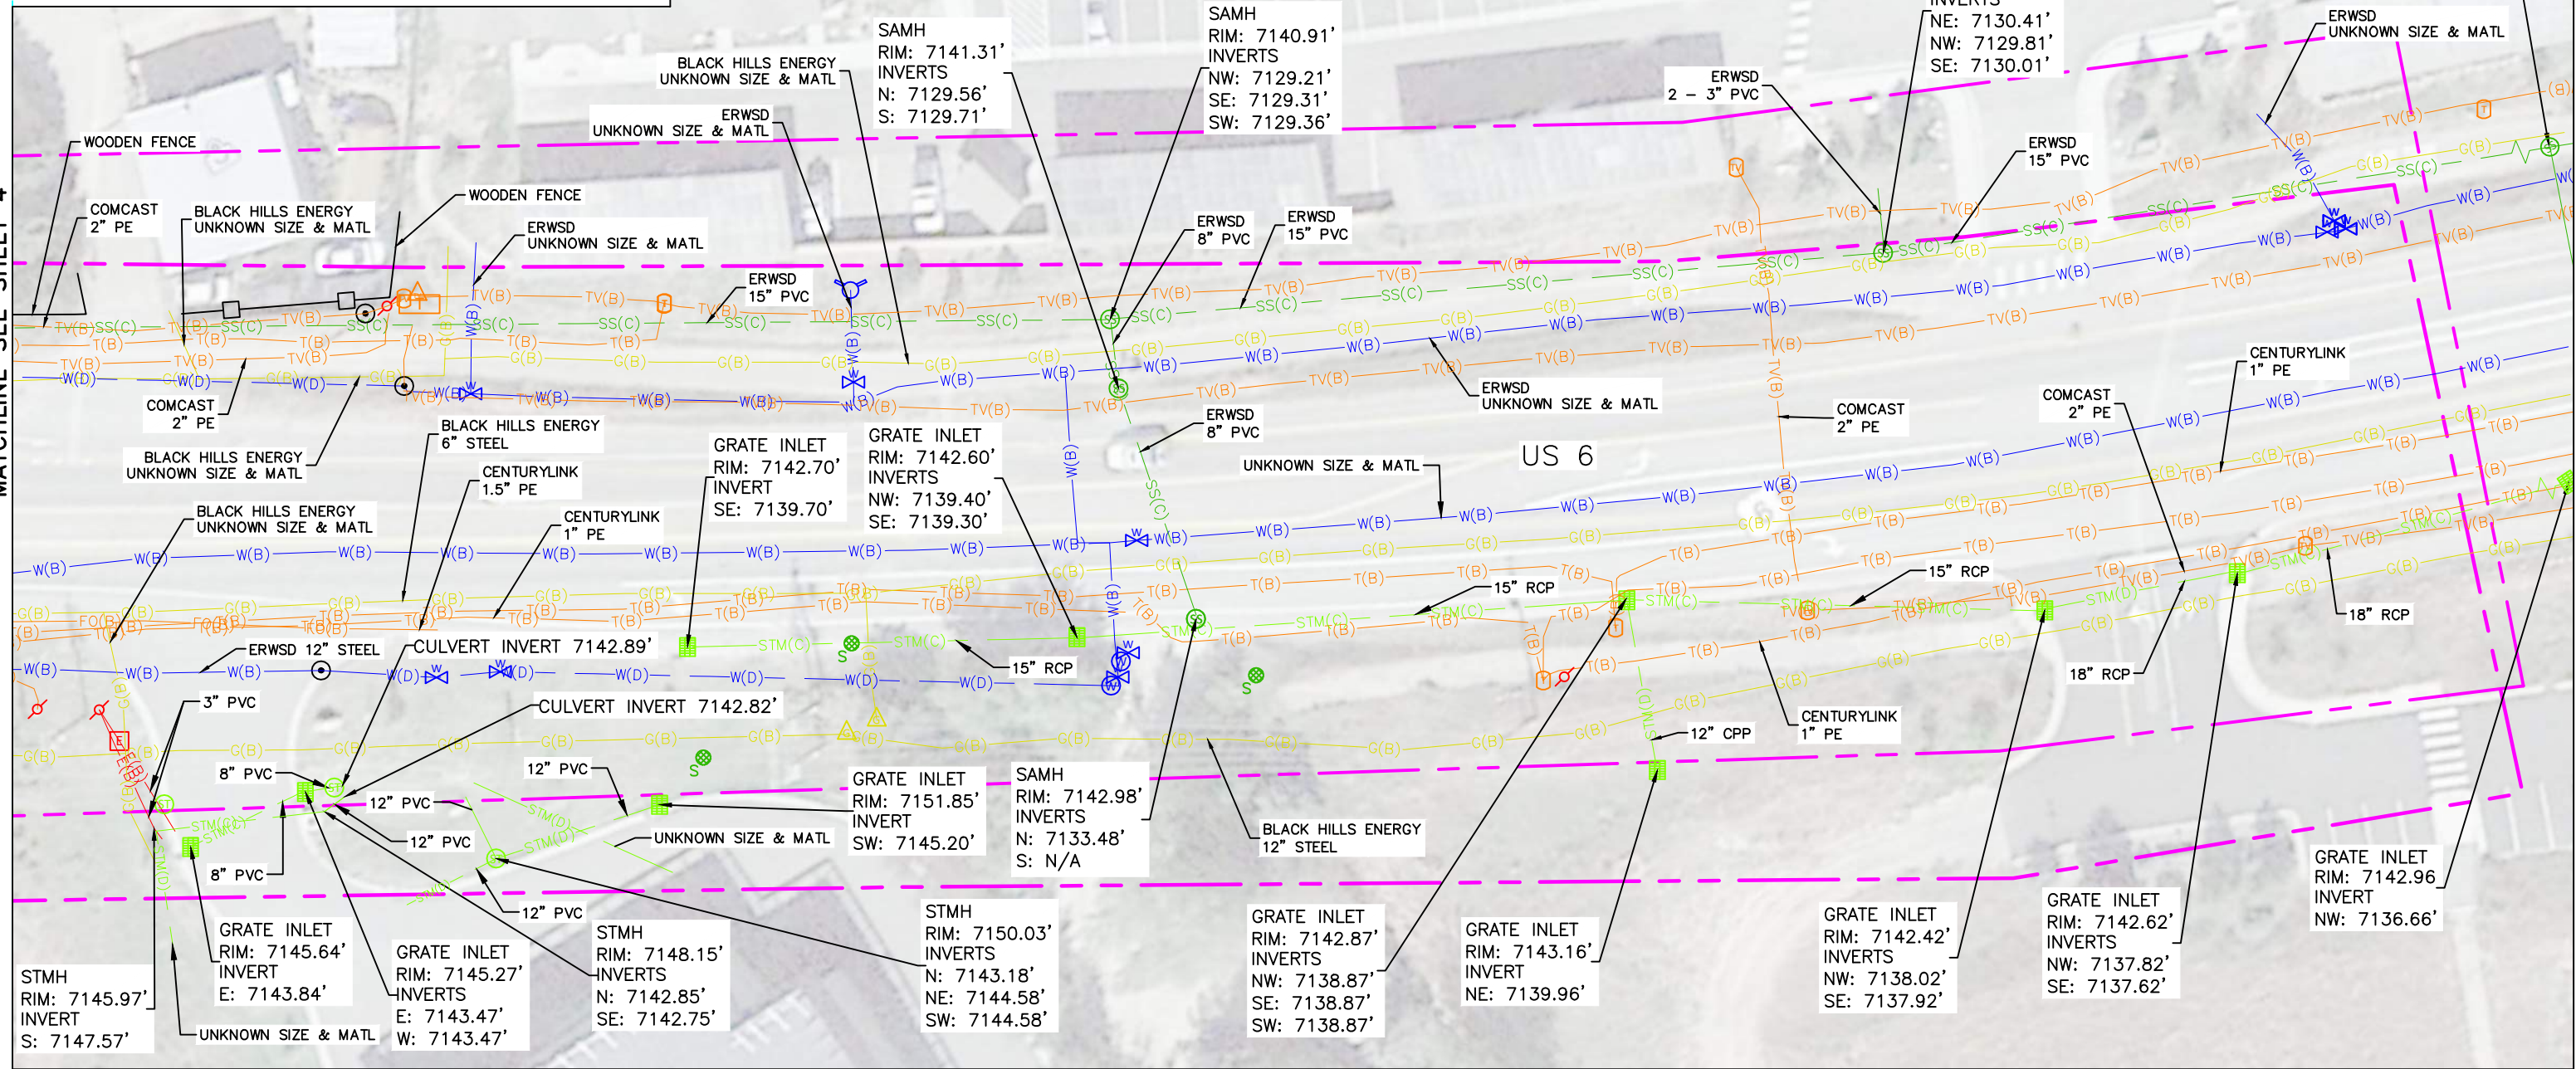 SAMH
RIM: 7141.31'
INVERTS
N: 7129.56'
S: 7129.71'
SAMH
RIM: 7140.91'
INVERTS
NW: 7129.21'
SE: 7129.31'
SW: 7129.36'
INVERTS
NE: 7130.41'
NW: 7129.81'
SE: 7130.01'
ERWSD
UNKNOWN SIZE & MATL
BLACK HILLS ENERGY
UNKNOWN SIZE & MATL
ERWSD
UNKNOWN SIZE & MATL
ERWSD
2 - 3" PVC
ERWSD
15" PVC
WOODEN FENCE
WOODEN FENCE
COMCAST
2" PE
BLACK HILLS ENERGY
UNKNOWN SIZE & MATL
ERWSD
UNKNOWN SIZE & MATL
ERWSD
15" PVC
ERWSD
8" PVC
ERWSD
15" PVC
MATCHLINE SEE SHEET 4
COMCAST
2" PE
BLACK HILLS ENERGY
UNKNOWN SIZE & MATL
BLACK HILLS ENERGY
6" STEEL
CENTURYLINK
1.5" PE
BLACK HILLS ENERGY
UNKNOWN SIZE & MATL
CENTURYLINK
1" PE
GRATE INLET
RIM: 7142.70'
INVERT
SE: 7139.70'
GRATE INLET
RIM: 7142.60'
INVERTS
NW: 7139.40'
SE: 7139.30'
ERWSD
8" PVC
UNKNOWN SIZE & MATL
ERWSD
UNKNOWN SIZE & MATL
US 6
COMCAST
2" PE
COMCAST
2" PE
CENTURYLINK
1" PE
15" RCP
15" RCP
18" RCP
18" RCP
ERWSD 12" STEEL
CULVERT INVERT 7142.89'
15" RCP
3" PVC
CULVERT INVERT 7142.82'
8" PVC
12" PVC
12" PVC
12" PVC
8" PVC
12" PVC
UNKNOWN SIZE & MATL
GRATE INLET
RIM: 7151.85'
INVERT
SW: 7145.20'
SAMH
RIM: 7142.98'
INVERTS
N: 7133.48'
S: N/A
BLACK HILLS ENERGY
12" STEEL
12" CPP
CENTURYLINK
1" PE
STMH
RIM: 7145.97'
INVERT
S: 7147.57'
GRATE INLET
RIM: 7145.64'
INVERT
E: 7143.84'
UNKNOWN SIZE & MATL
GRATE INLET
RIM: 7145.27'
INVERTS
E: 7143.47'
W: 7143.47'
STMH
RIM: 7148.15'
INVERTS
N: 7142.85'
SE: 7142.75'
STMH
RIM: 7150.03'
INVERTS
N: 7143.18'
NE: 7144.58'
SW: 7144.58'
GRATE INLET
RIM: 7142.87'
INVERTS
NW: 7138.87'
SE: 7138.87'
SW: 7138.87'
GRATE INLET
RIM: 7143.16'
INVERT
NE: 7139.96'
GRATE INLET
RIM: 7142.42'
INVERTS
NW: 7138.02'
SE: 7137.92'
GRATE INLET
RIM: 7142.62'
INVERTS
NW: 7137.82'
SE: 7137.62'
GRATE INLET
RIM: 7142.96
INVERT
NW: 7136.66'